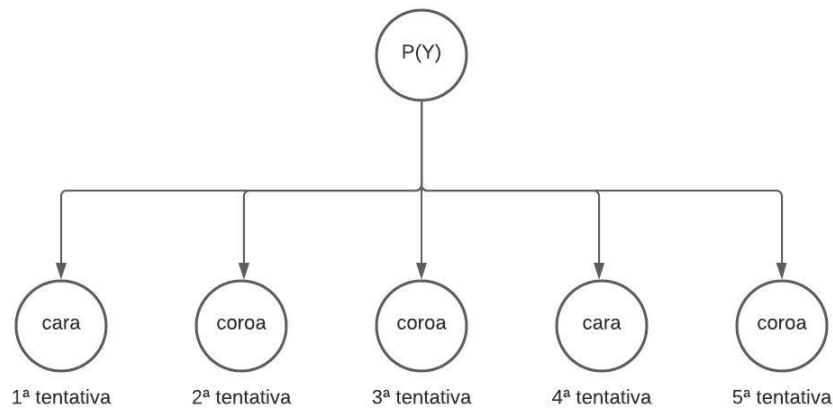 P(Y)
cara
coroa
coroa
cara
coroa
1ª tentativa
2ª tentativa
3ª tentativa
4ª tentativa
5ª tentativa